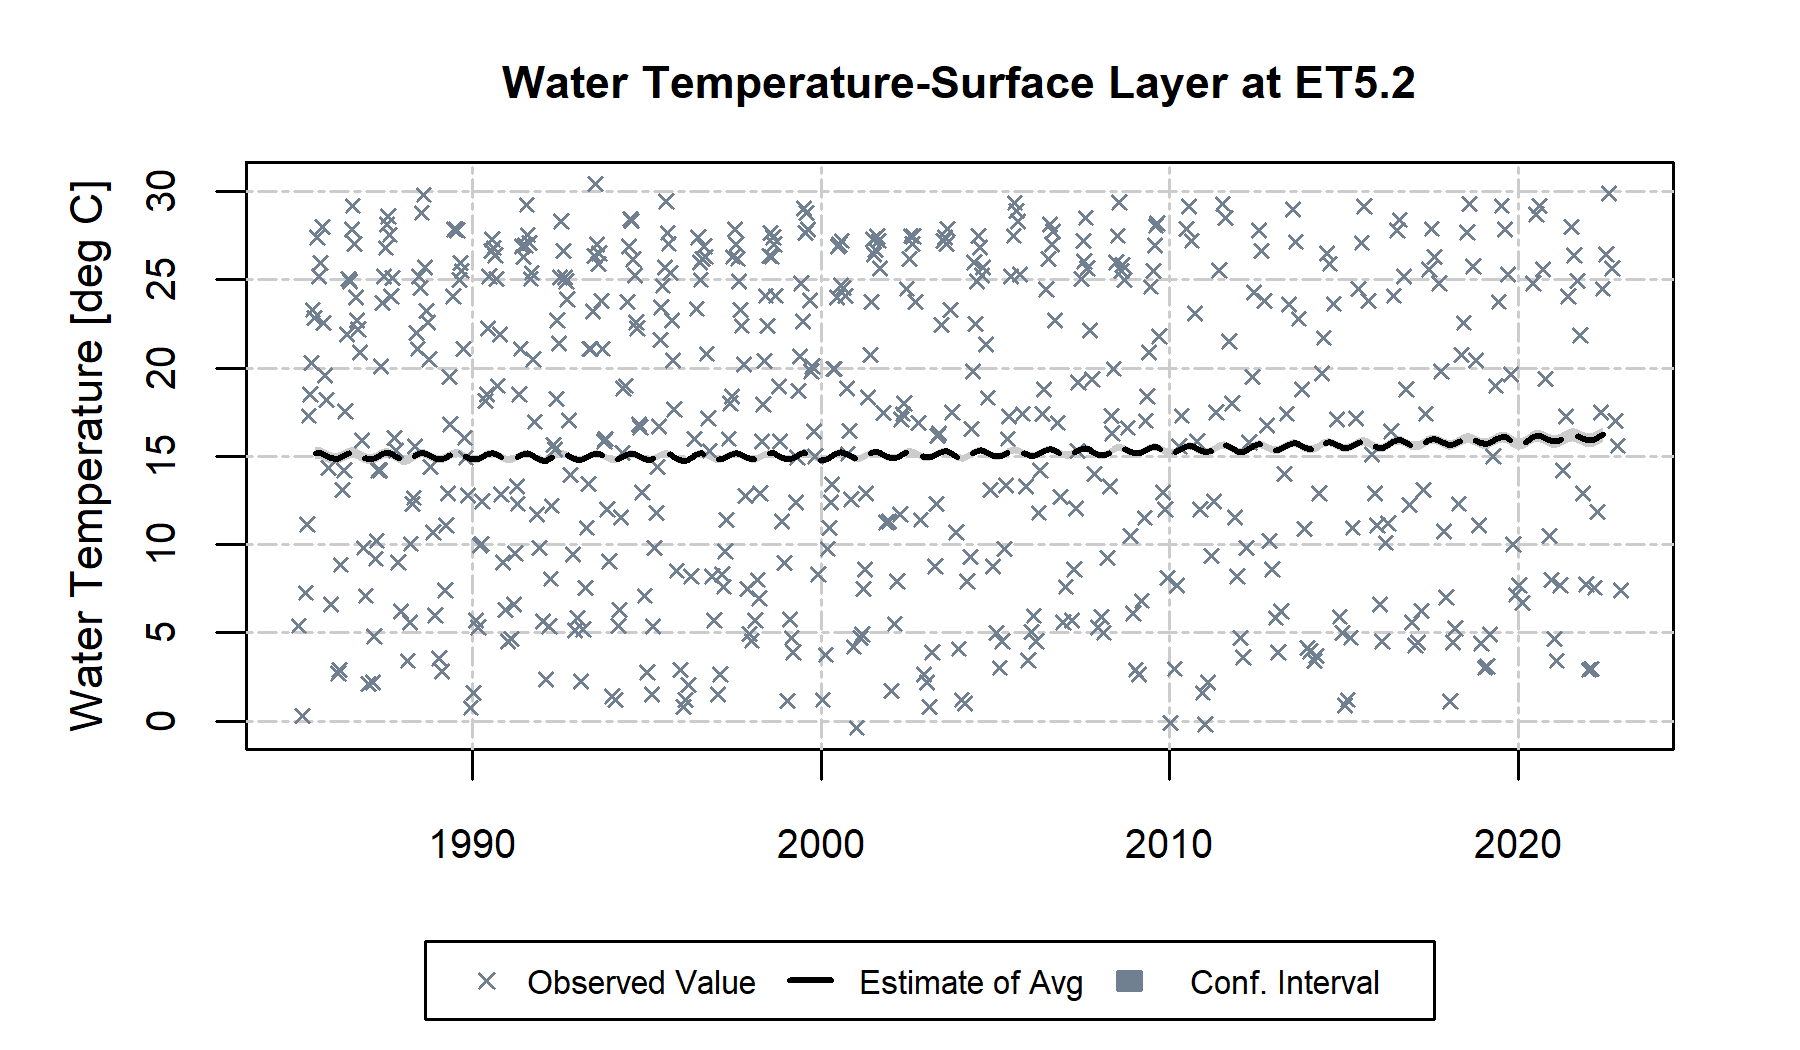 Water Temperature-Surface Layer at ET5.2
Water Temperature [deg C]
30
25
20
15
10
5
0
1990 2000 2010 2020
Observed Value Estimate of Avg Conf. Interval